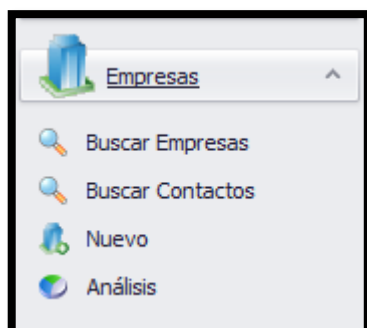 Empresas
Buscar Empresas
Buscar Contactos
Nuevo
Análisis